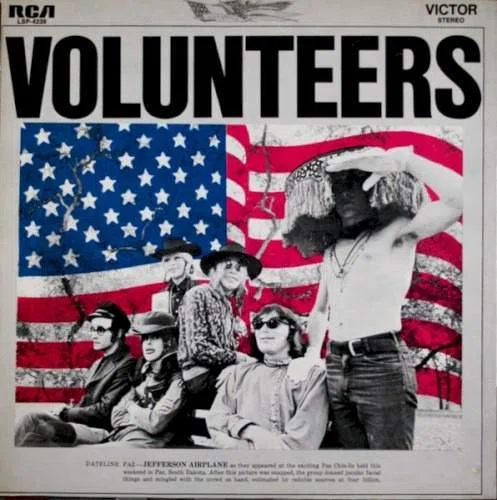 RCA
LSP-4238
VICTOR
STEREO
VOLUNTEERS
DATELINE PAZ—JEFFERSON AIRPLANE as they appeared at the exciting Paz Chin-In held this
weekend in Paz, South Dakota. After this picture was snapped, the group donned jocular facial
things and mingled with the crowd on hand, estimated by reliable sources at four billion.